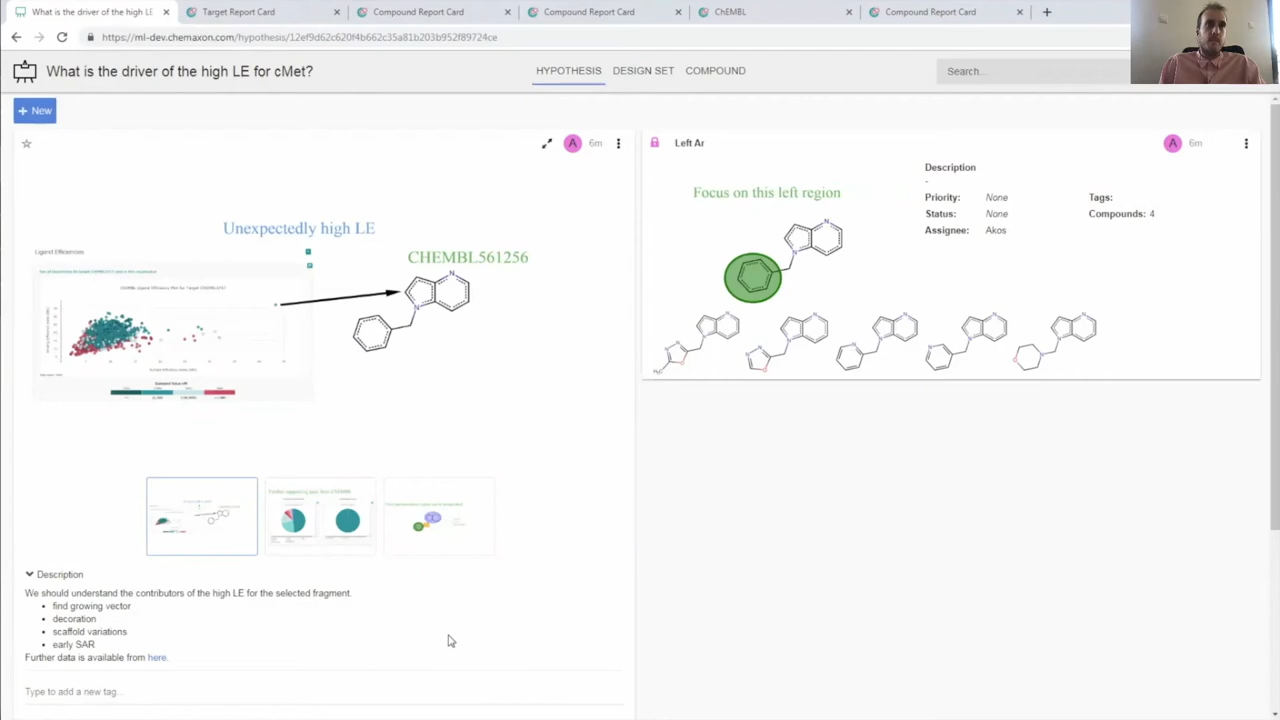 What is the driver of the high LE
Target Report Card
Compound Report Card
Compound Report Card
ChEMBL
Compound Report Card
https://ml-dev.chemaxon.com/hypothesis/12ef9d62c620f4b662c35a81b203b952f89724ce
What is the driver of the high LE for cMet?
HYPOTHESIS
DESIGN SET
COMPOUND
Search...
+ New
A
6m
Left Ar
A
6m
Unexpectedly high LE
Ligand Efficiencies
CHEMBL561256
N
N
Focus on this left region
N
N
Description
-
Priority: None
Status: None
Assignee: Akos
Tags:
Compounds: 4
Description
We should understand the contributors of the high LE for the selected fragment.
• find growing vector
• decoration
• scaffold variations
• early SAR
Further data is available from here.
Type to add a new tag...